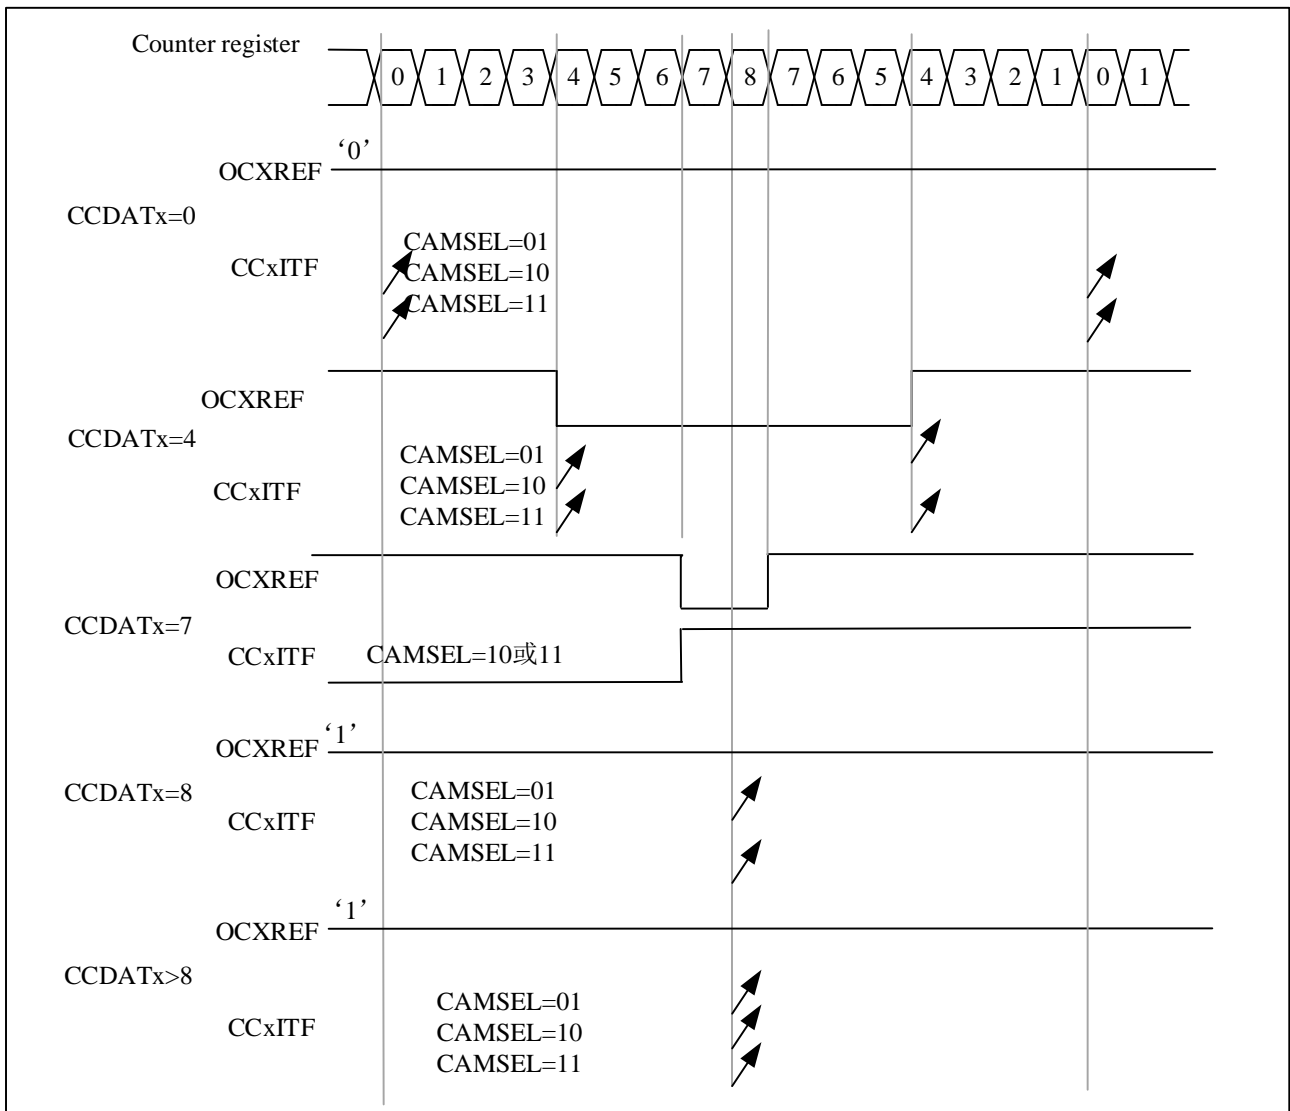 Counter register
0 1 2 3 4 5 6 7 8 7 6 5 4 3 2 1 0 1
‘0’
OCXREF
CCDATx=0
CAMSEL=01
CCxITF
CAMSEL=10
CAMSEL=11
OCXREF
CCDATx=4
CAMSEL=01
CAMSEL=10
CCxITF
CAMSEL=11
OCXREF
CCDATx=7
CCxITF
CAMSEL=10或11
‘1’
OCXREF
CCDATx=8
CAMSEL=01
CCxITF
CAMSEL=10
CAMSEL=11
‘1’
OCXREF
CCDATx>8
CAMSEL=01
CCxITF
CAMSEL=10
CAMSEL=11